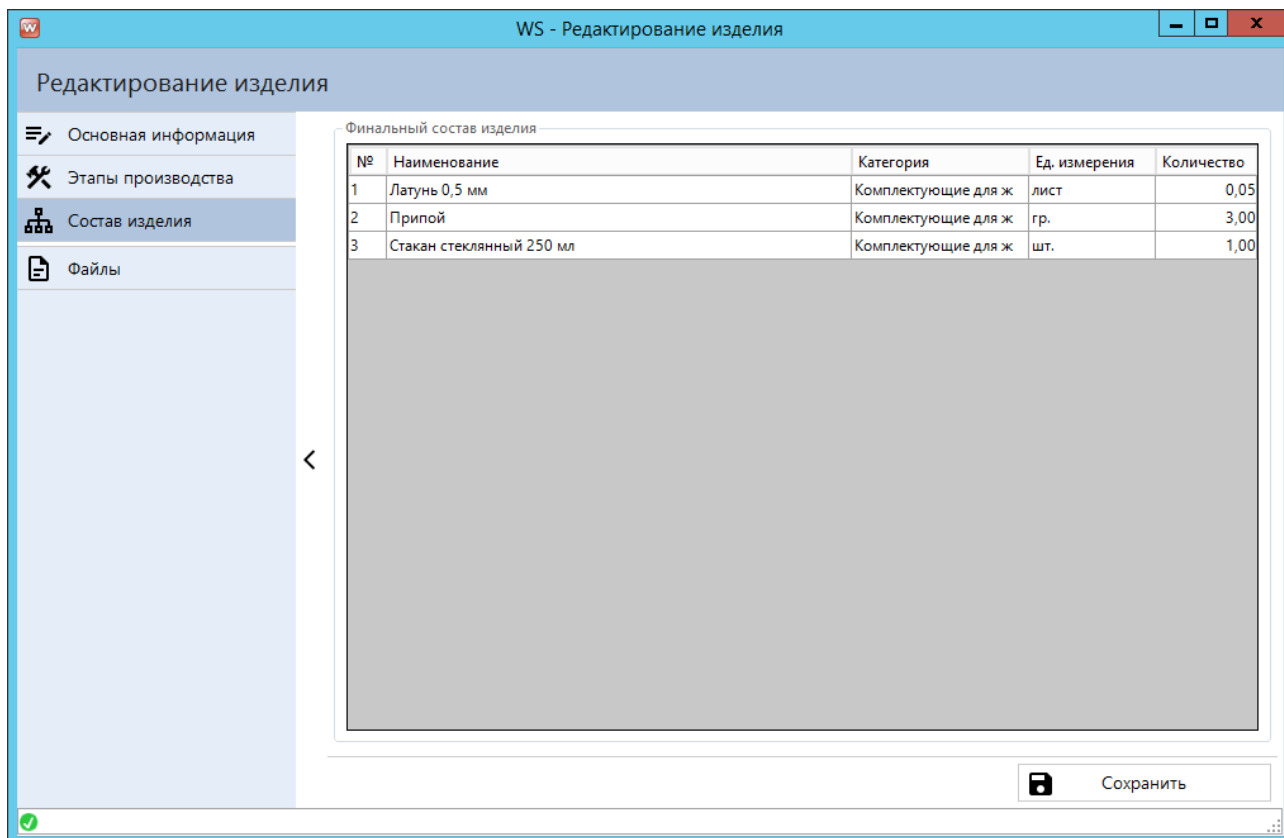 WS - Редактирование изделия
Редактирование изделия
Основная информация
Этапы производства
Состав изделия
Файлы
Финальный состав изделия
№ Наименование Категория Ед. измерения Количество
1 Латунь 0,5 мм Комплектующие для ж лист 0,05
2 Припой Комплектующие для ж гр. 3,00
3 Стакан стеклянный 250 мл Комплектующие для ж шт. 1,00
Сохранить